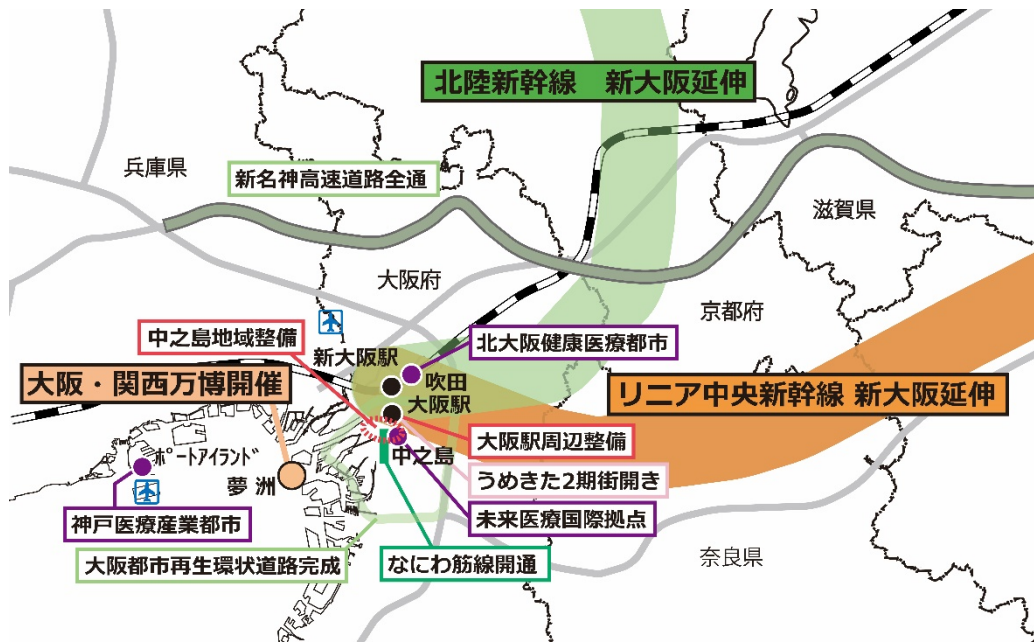 北陸新幹線　新大阪延伸
兵庫県
新名神高速道路全通
滋賀県
大阪府
京都府
中之島地域整備
新大阪駅
北大阪健康医療都市
吹田
大阪・関西万博開催
大阪駅
リニア中央新幹線 新大阪延伸
大阪駅周辺整備
中之島
ﾎﾟｰﾄｱｲﾗﾝﾄﾞ
夢洲
うめきた2期街開き
神戸医療産業都市
未来医療国際拠点
大阪都市再生環状道路完成
なにわ筋線開通
奈良県